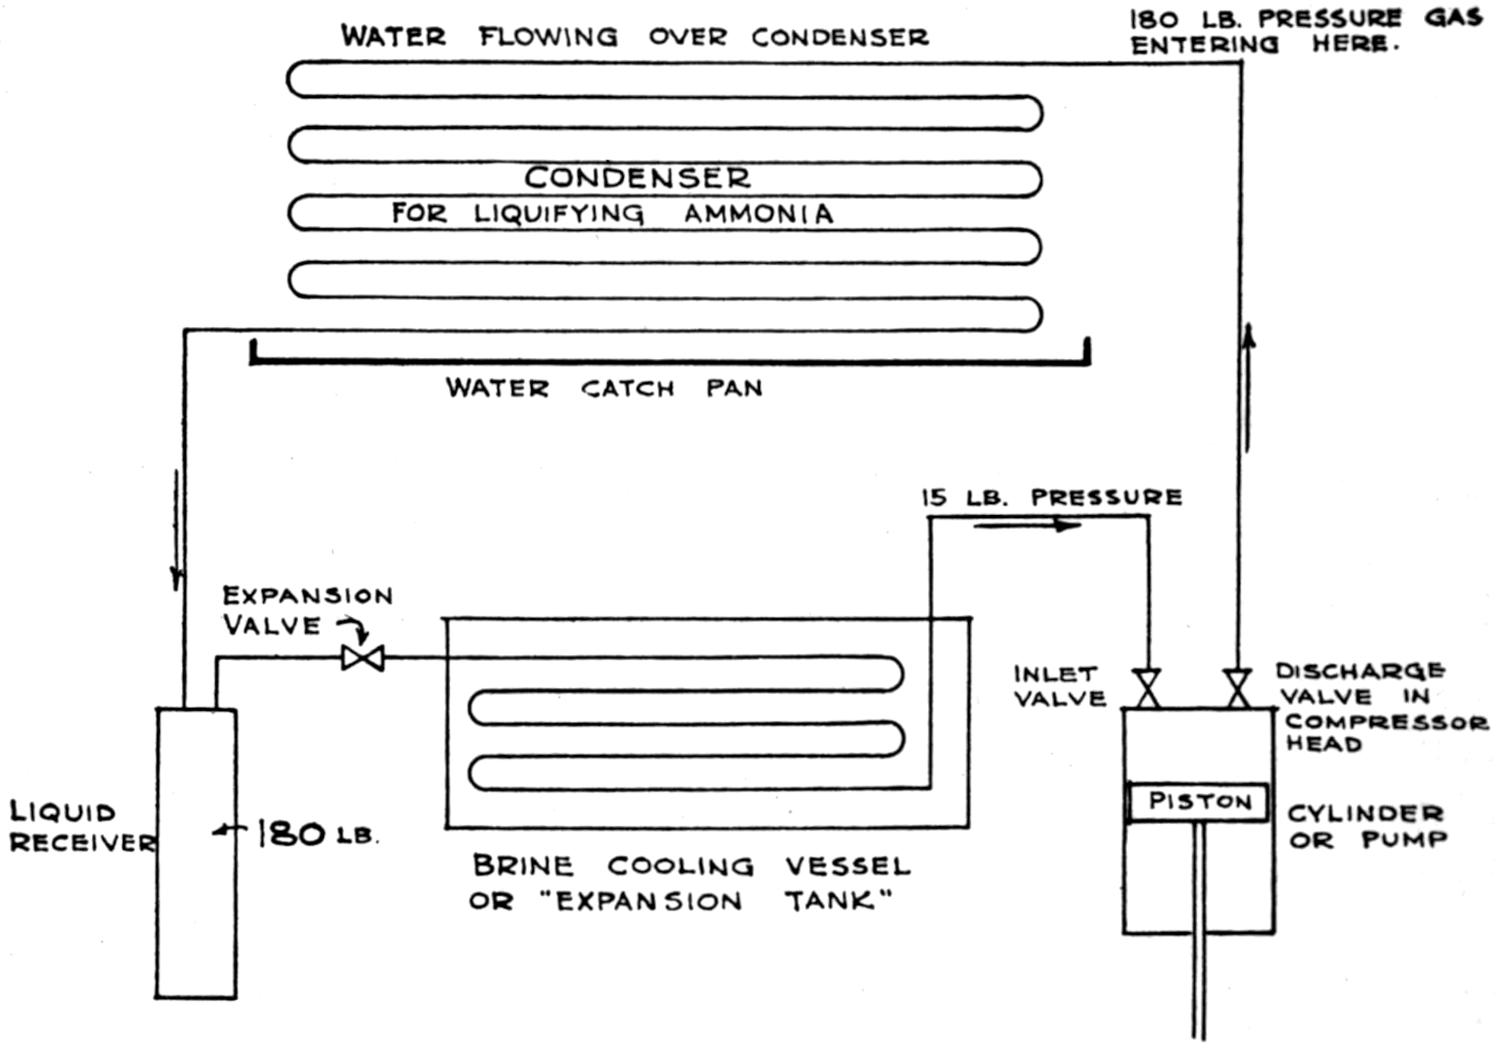 WATER FLOWING OVER CONDENSER
180 LB. PRESSURE GAS
ENTERING HERE.
CONDENSER
FOR LIQUIFYING AMMONIA
WATER CATCH PAN
15 LB. PRESSURE
EXPANSION
VALVE
INLET
VALVE
DISCHARGE
VALVE IN
COMPRESSOR
HEAD
PISTON
CYLINDER
OR PUMP
LIQUID
RECEIVER
180 LB.
BRINE COOLING VESSEL
OR "EXPANSION TANK"